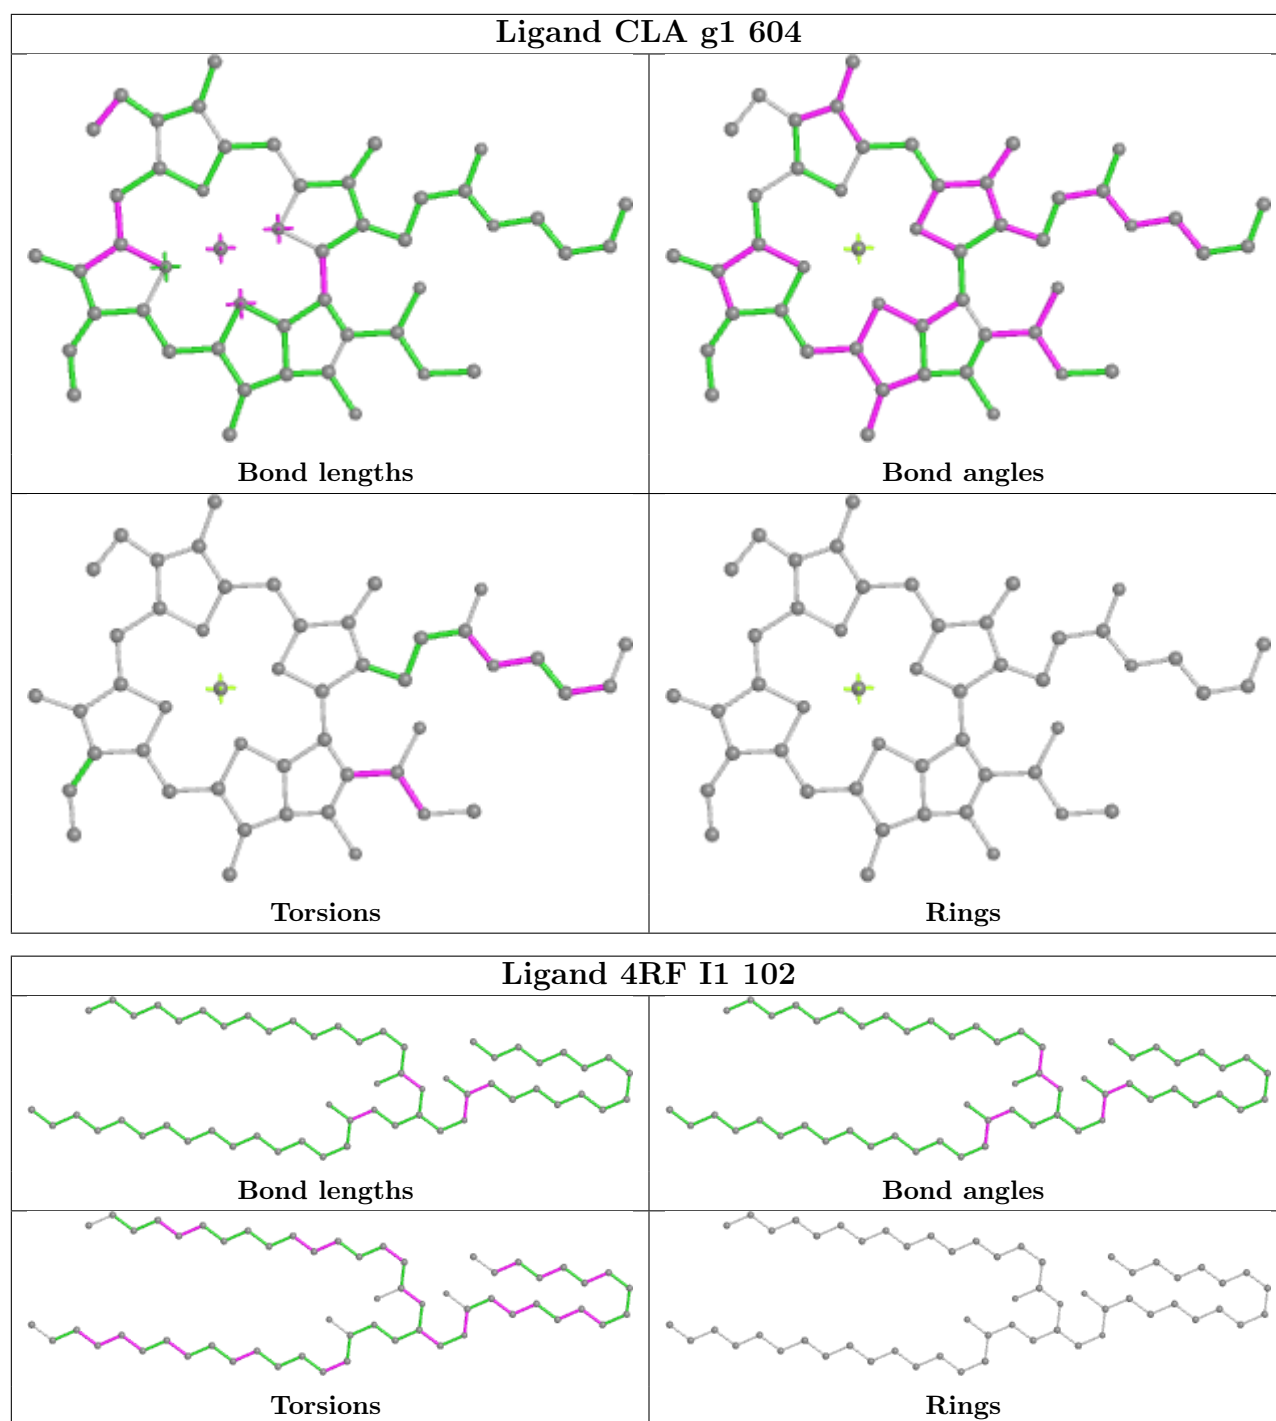 Ligand CLA g1 604
Bond lengths
Bond angles
Torsions
Rings
Ligand 4RF I1 102
Bond lengths
Bond angles
Torsions
Rings